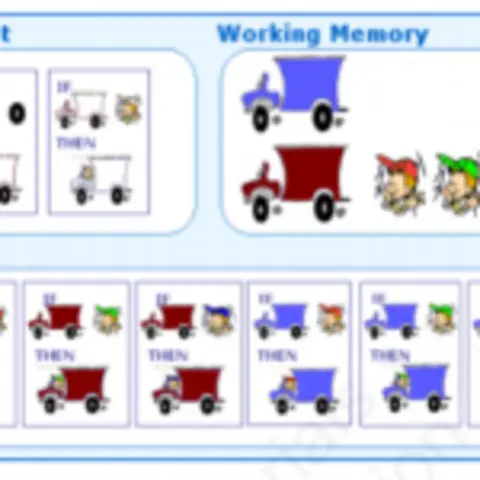 t
Working Memory
IF
THEN
IF
THEN
IF
THEN
IF
THEN
IF
THEN